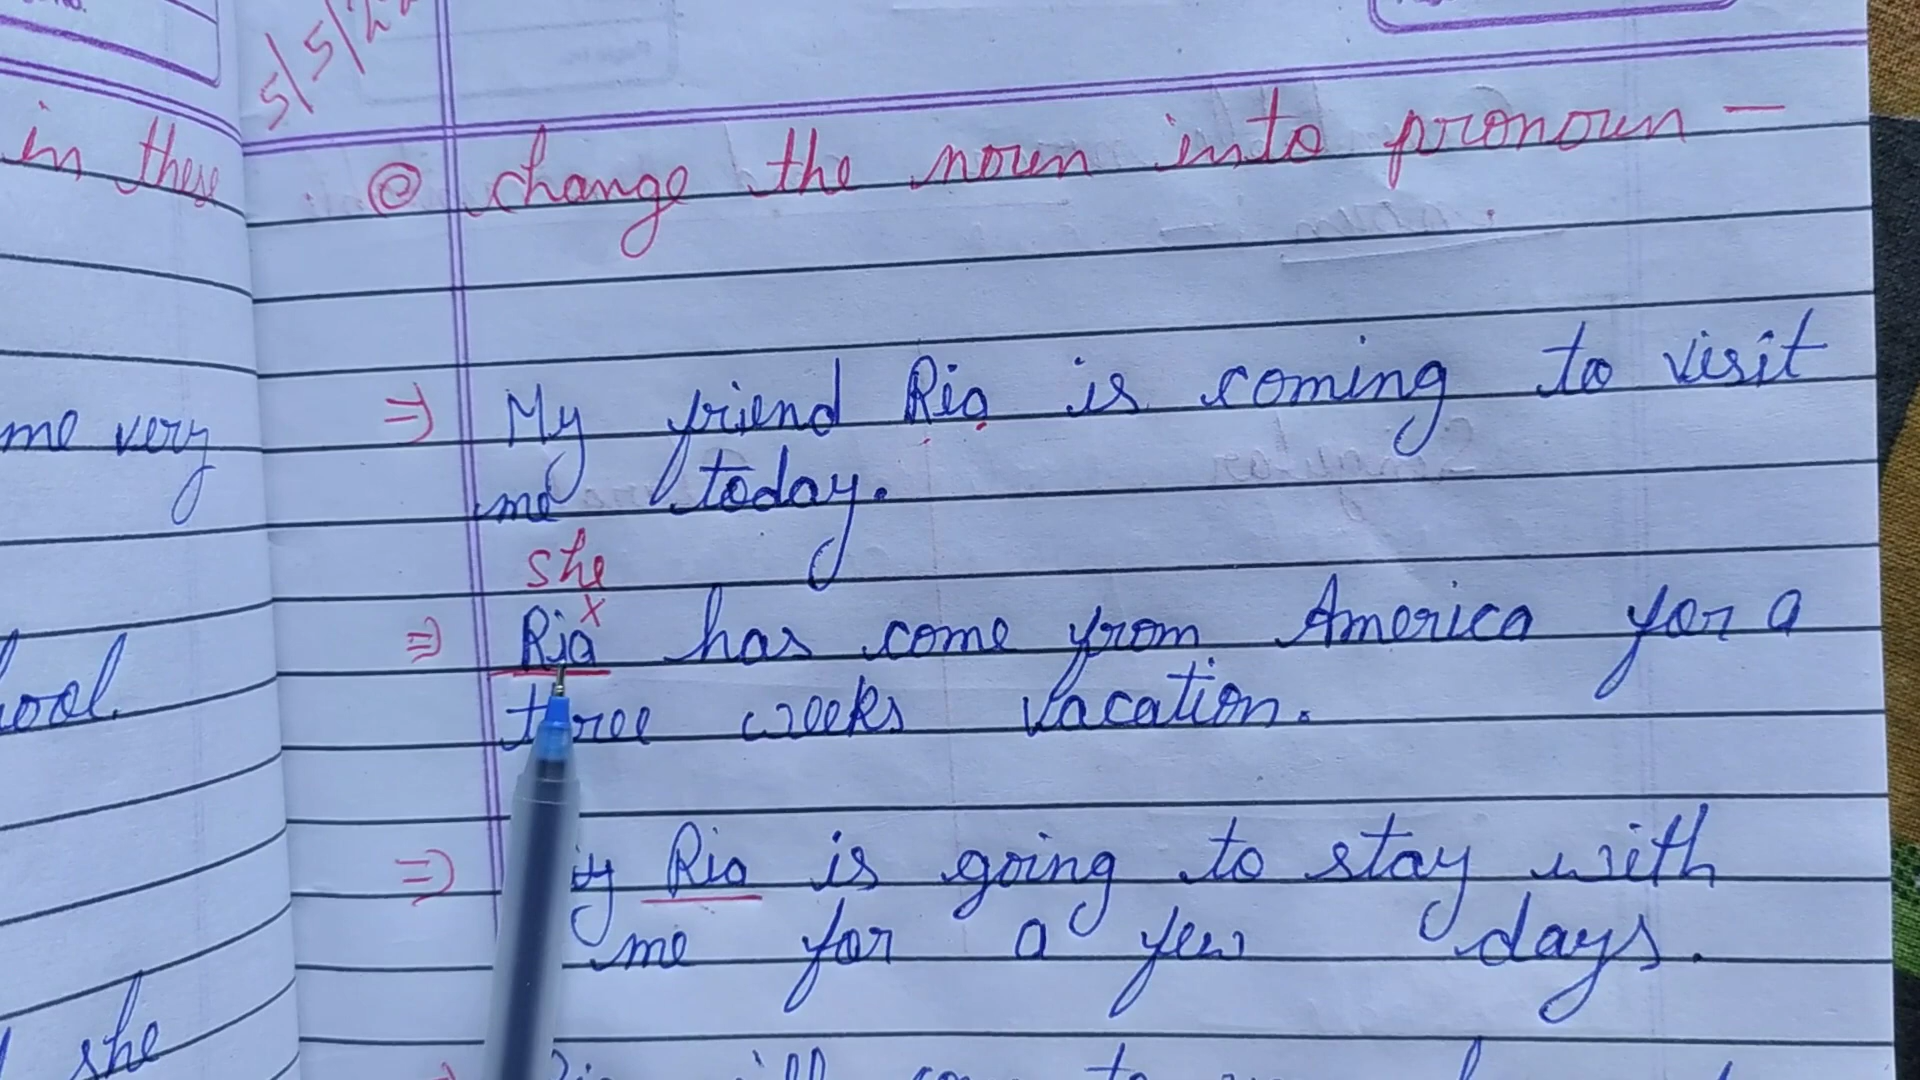 in these
me very
she
5/5/22
@ change the noun into pronoun —
⇒ My friend Ria is coming to visit
me today.
she
⇒ Ria x has come from America for a
three weeks vacation.
⇒ Ria is going to stay with
me for a few days.